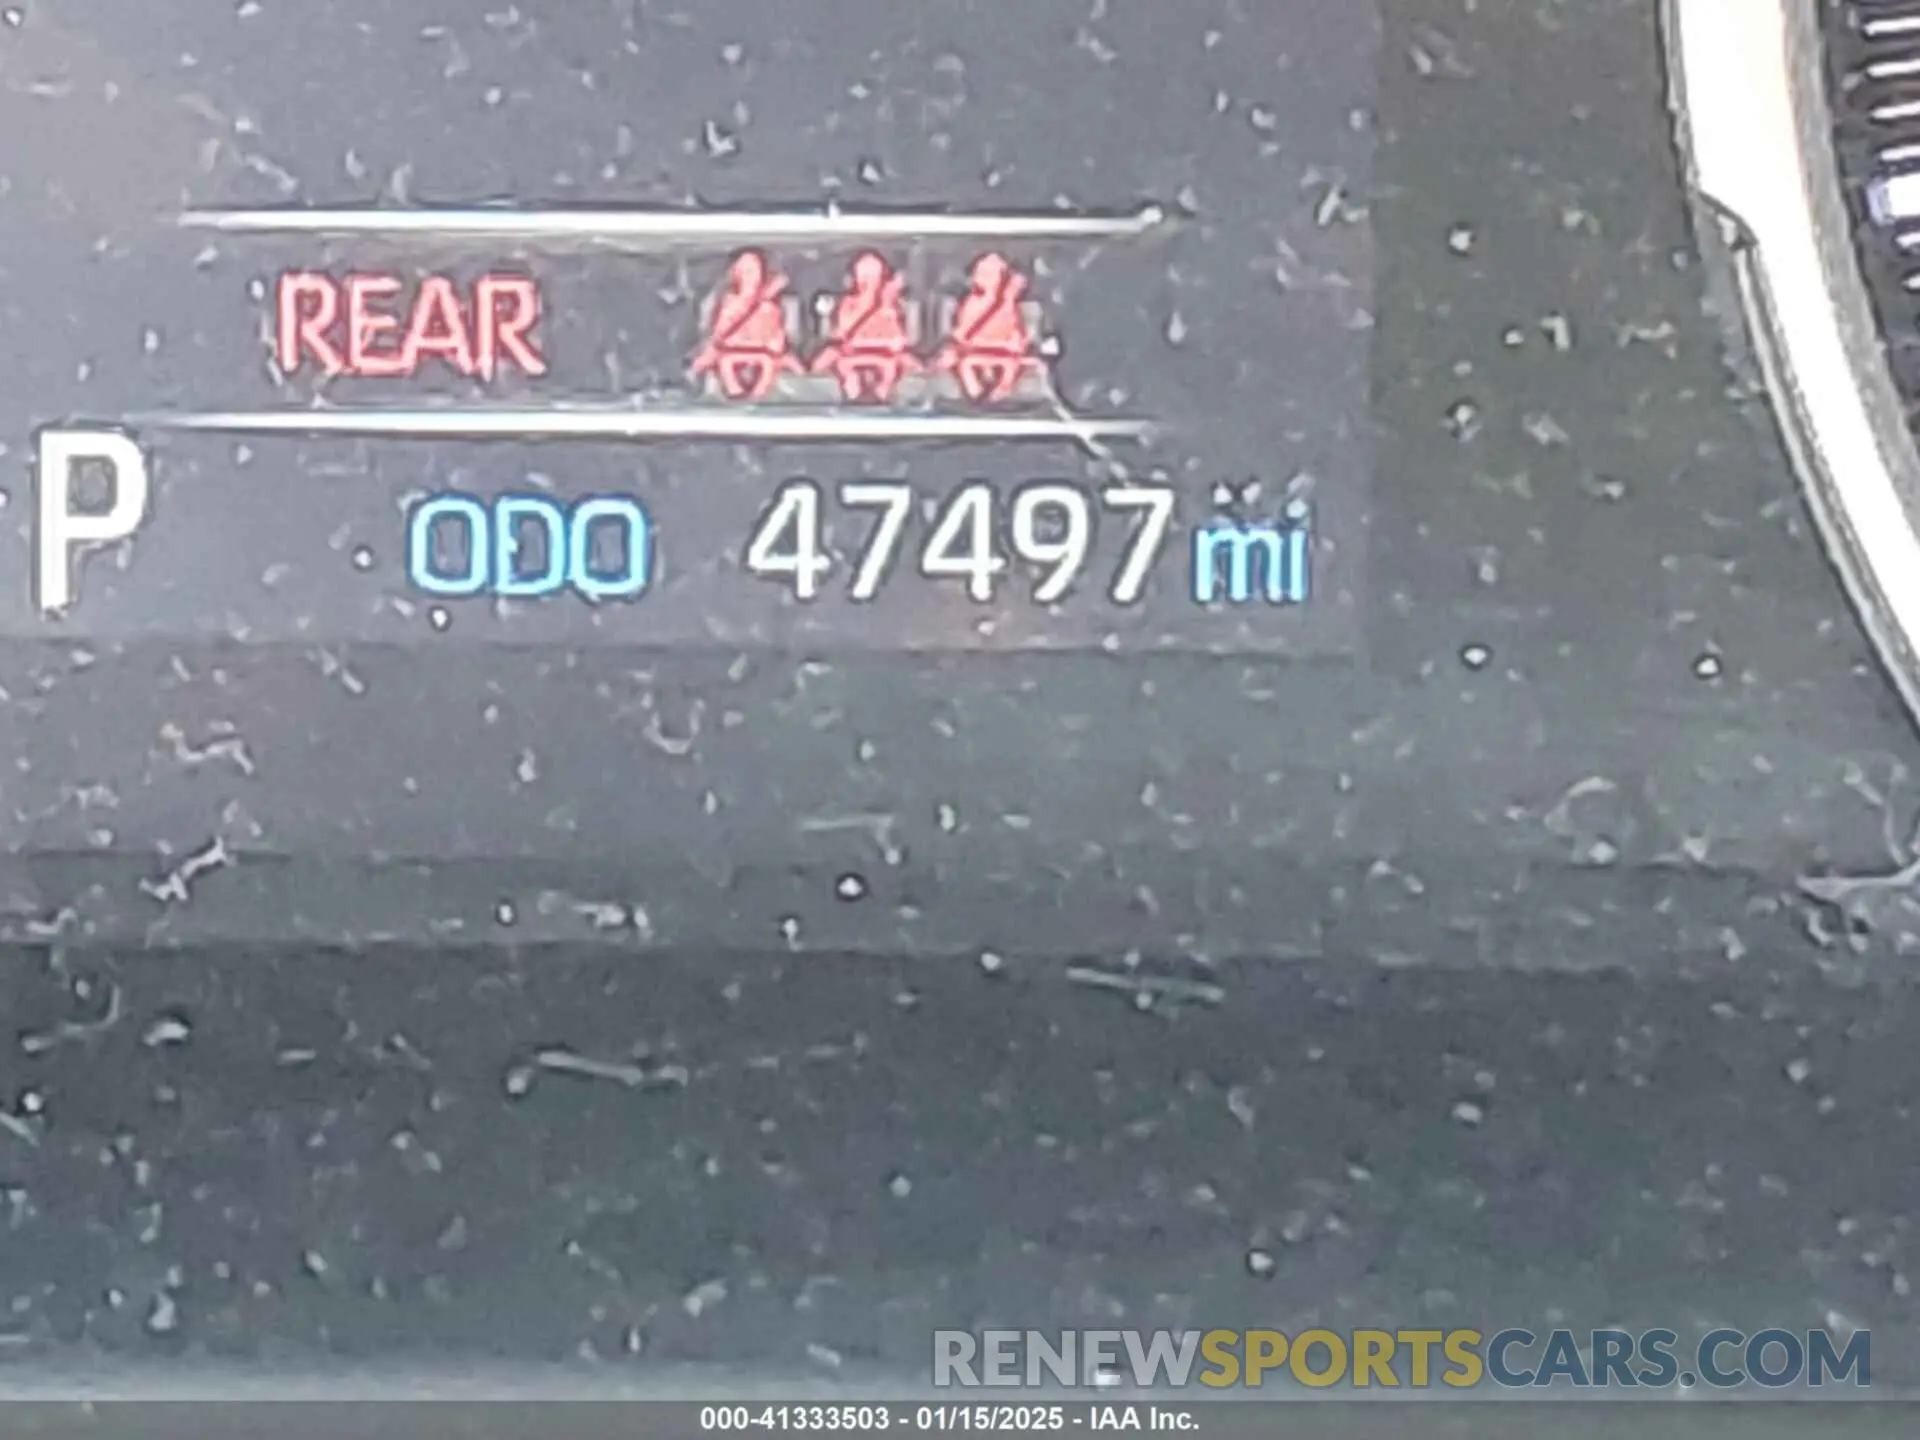 REAR
P ODO 47497 mi
RENEWSPORTSCARS.COM
000-41333503 - 01/15/2025 - IAA Inc.